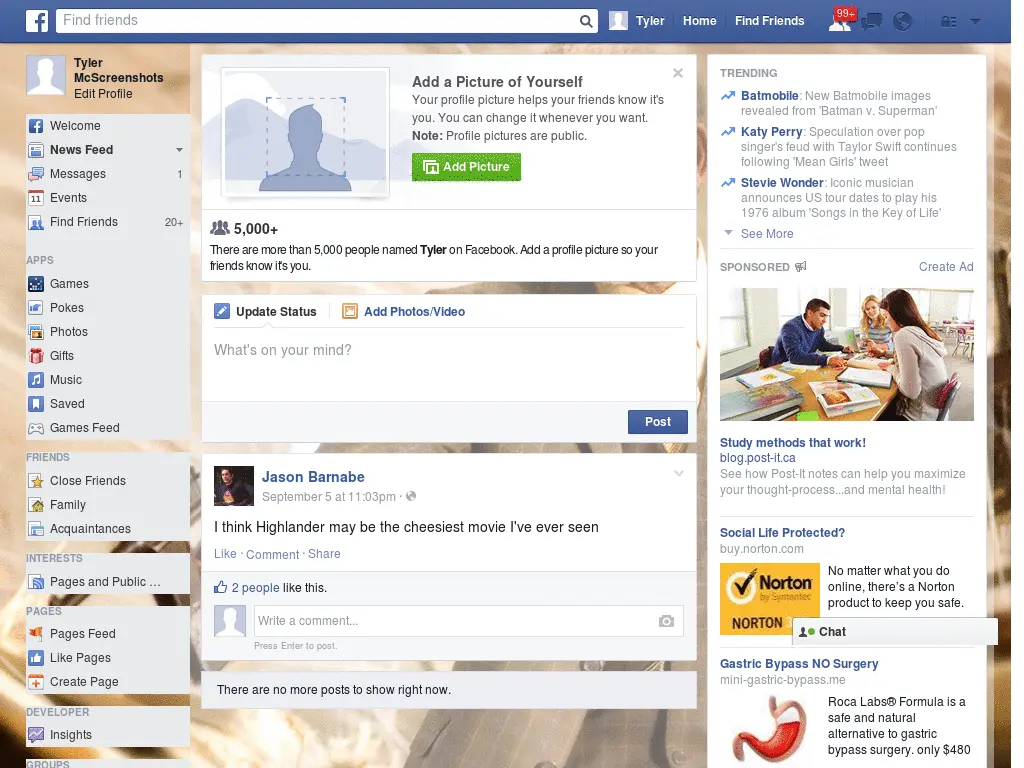 Find friends
Tyler
Home
Find Friends
99+
Tyler
McScreenshots
Edit Profile
Welcome
News Feed
Messages
1
11
Events
Find Friends
20+
APPS
Games
Pokes
Photos
Gifts
Music
Saved
Games Feed
FRIENDS
Close Friends
Family
Acquaintances
INTERESTS
Pages and Public ...
PAGES
Pages Feed
Like Pages
Create Page
DEVELOPER
Insights
GROUPS
Add a Picture of Yourself
Your profile picture helps your friends know it's
you. You can change it whenever you want.
Note: Profile pictures are public.
Add Picture
5,000+
There are more than 5,000 people named Tyler on Facebook. Add a profile picture so your
friends know it's you.
Update Status
Add Photos/Video
What's on your mind?
Post
Jason Barnabe
September 5 at 11:03pm ·
I think Highlander may be the cheesiest movie I've ever seen
Like · Comment · Share
2 people like this.
Write a comment...
Press Enter to post.
There are no more posts to show right now.
TRENDING
Batmobile: New Batmobile images
revealed from 'Batman v. Superman'
Katy Perry: Speculation over pop
singer's feud with Taylor Swift continues
following 'Mean Girls' tweet
Stevie Wonder: Iconic musician
announces US tour dates to play his
1976 album 'Songs in the Key of Life'
See More
SPONSORED
Create Ad
Study methods that work!
blog.post-it.ca
See how Post-It notes can help you maximize
your thought-process...and mental health!
Social Life Protected?
buy.norton.com
Norton
by Symantec
NORTON
No matter what you do
online, there's a Norton
product to keep you safe.
Chat
Gastric Bypass NO Surgery
mini-gastric-bypass.me
Roca Labs® Formula is a
safe and natural
alternative to gastric
bypass surgery. only $480